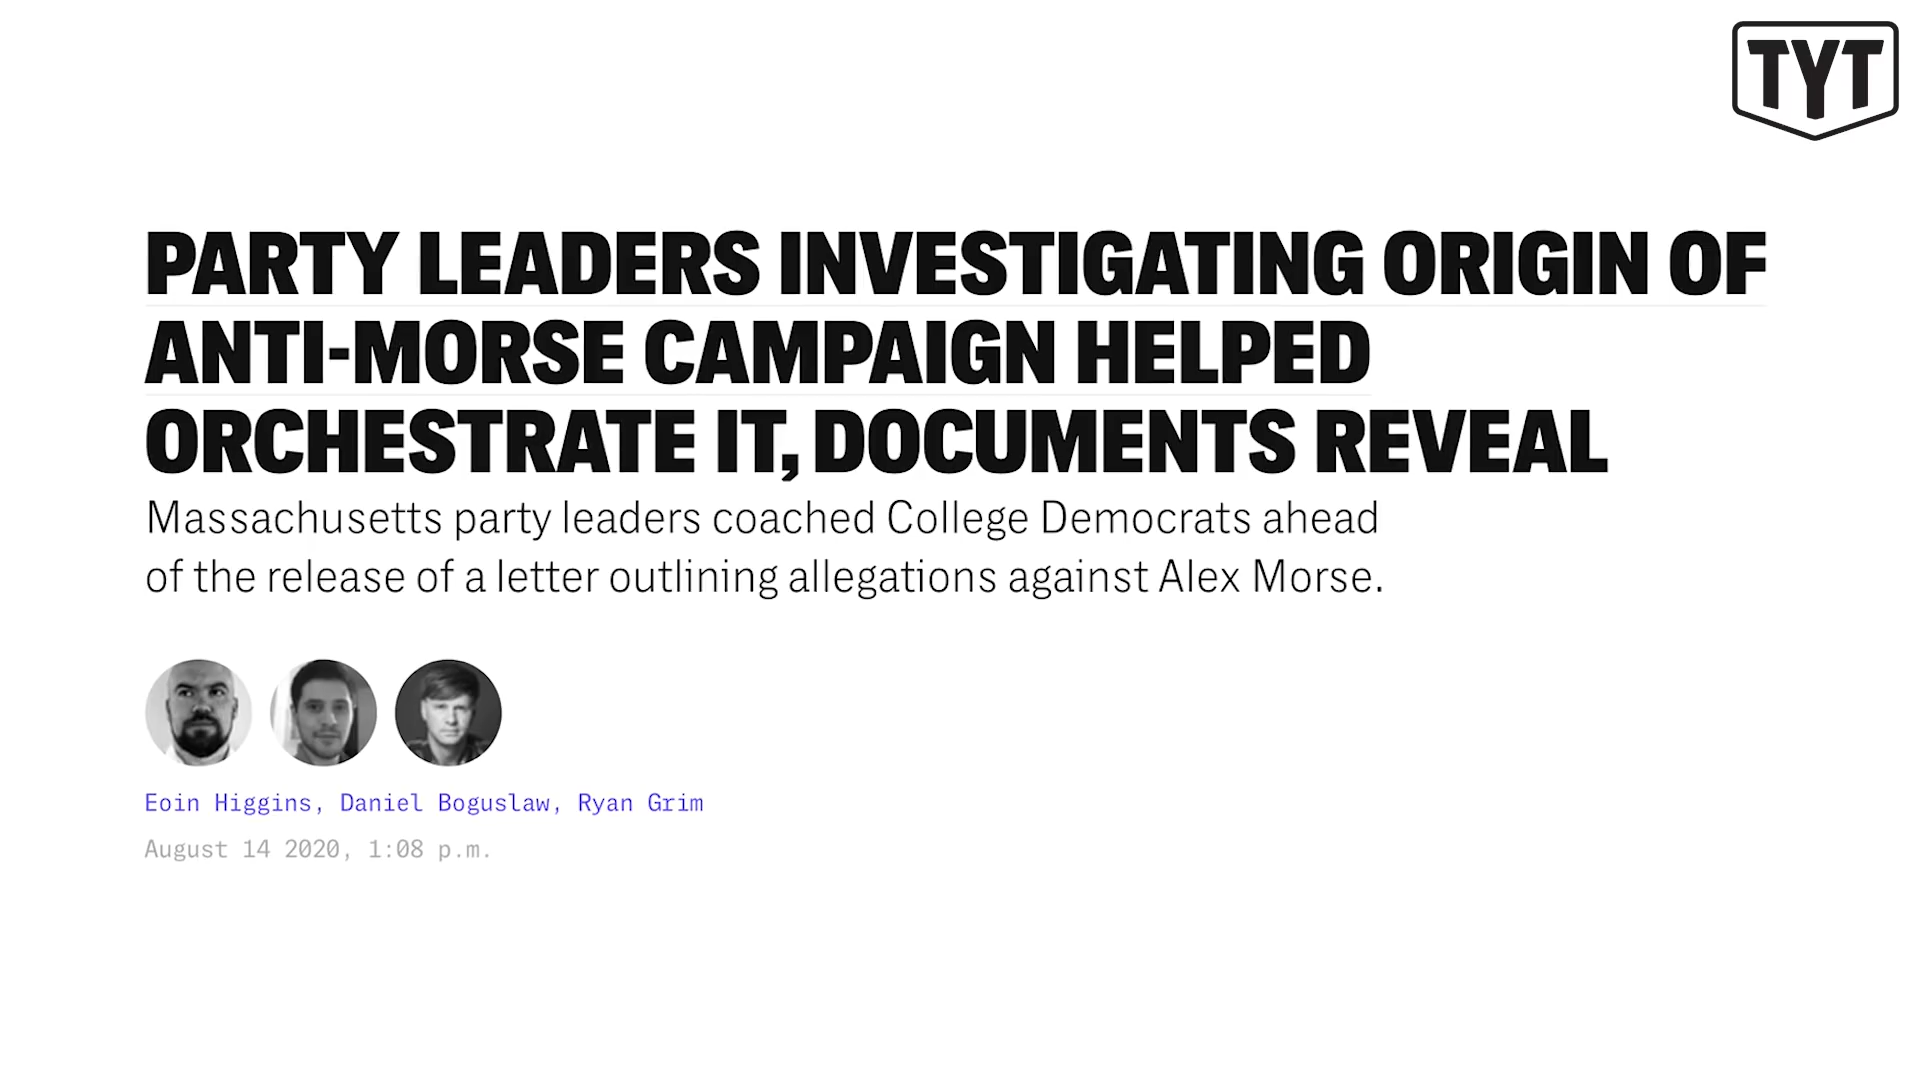 TYT
PARTY LEADERS INVESTIGATING ORIGIN OF
ANTI-MORSE CAMPAIGN HELPED
ORCHESTRATE IT, DOCUMENTS REVEAL
Massachusetts party leaders coached College Democrats ahead
of the release of a letter outlining allegations against Alex Morse.
Eoin Higgins, Daniel Boguslaw, Ryan Grim
August 14 2020, 1:08 p.m.